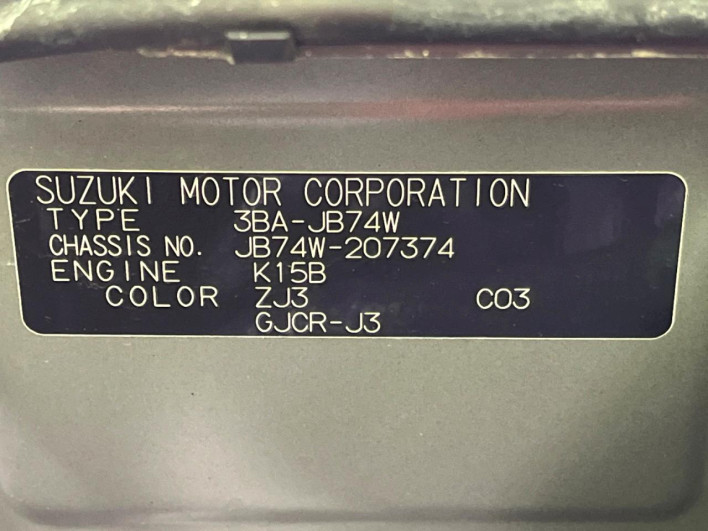 SUZUKI MOTOR CORPORATION
TYPE 3BA-JB74W
CHASSIS NO. JB74W-207374
ENGINE K15B
COLOR ZJ3 C03
GJCR-J3